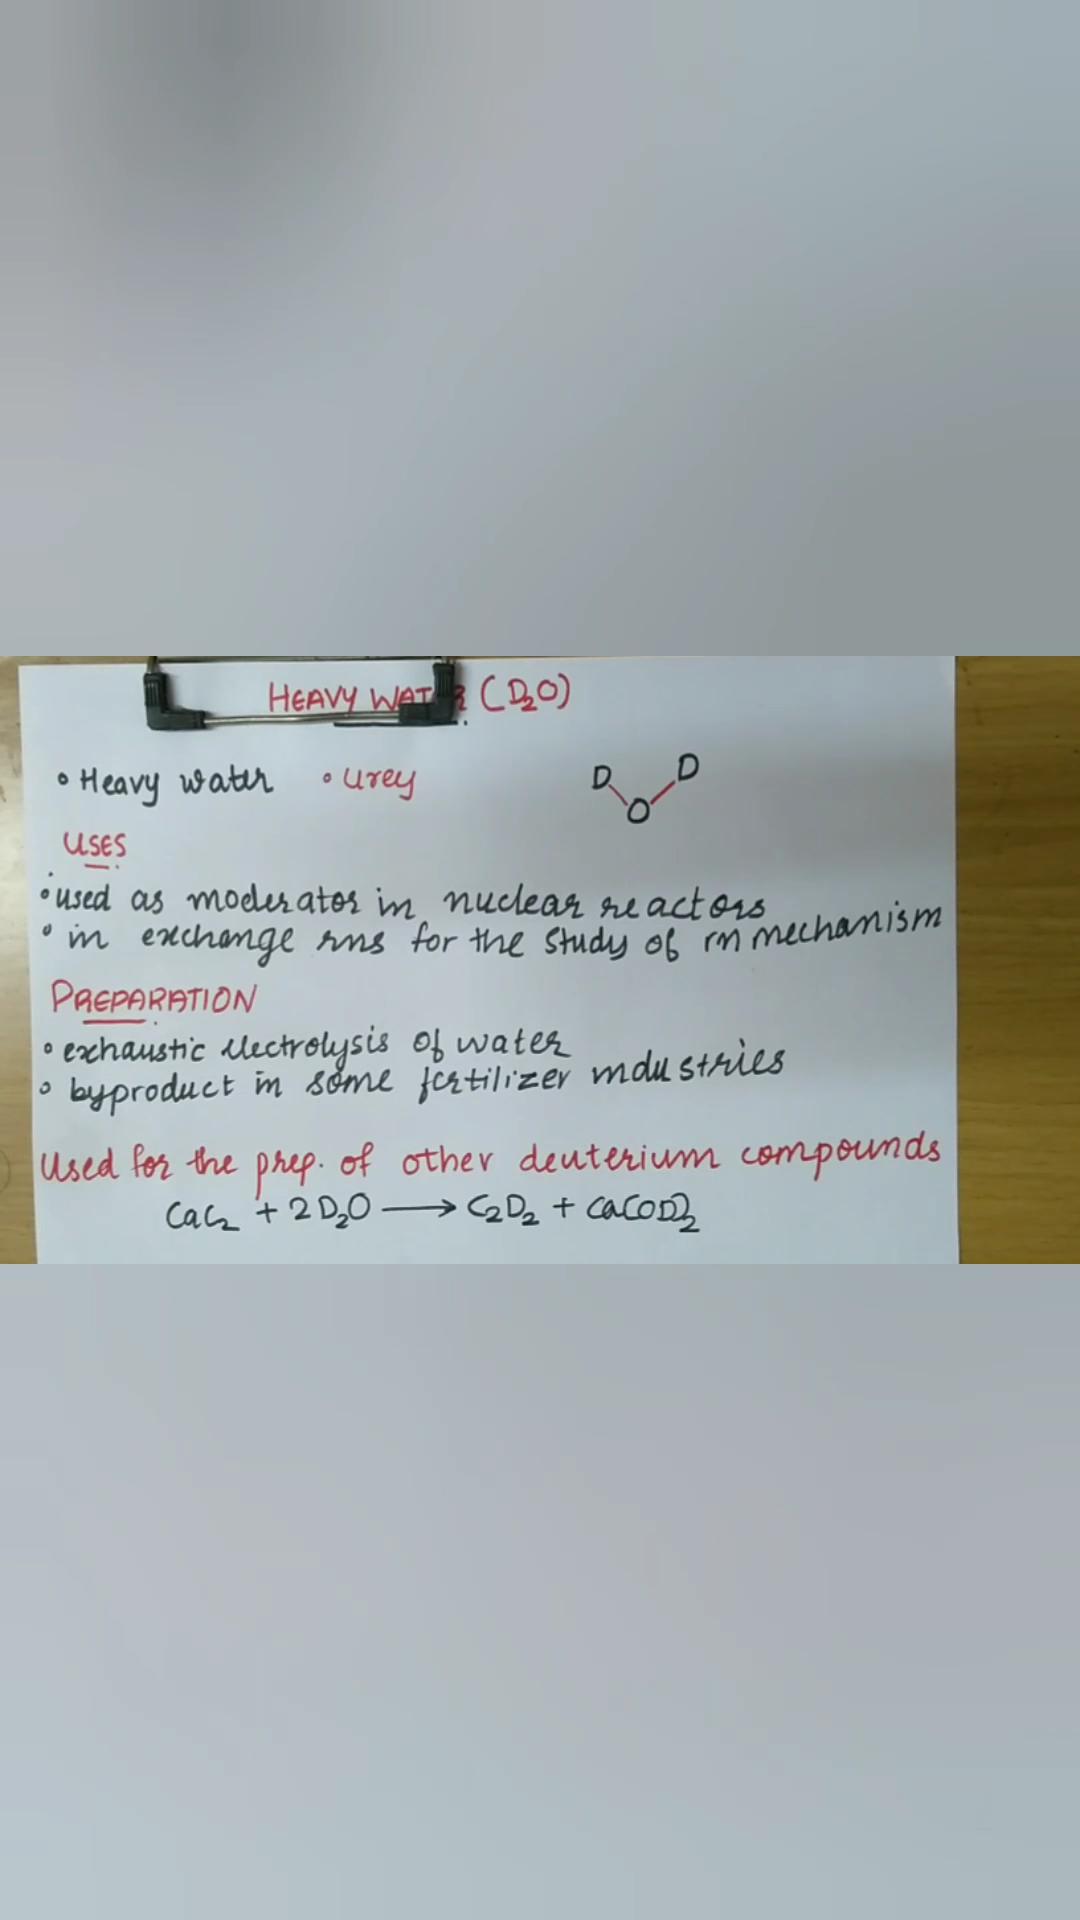 HEAVY WATER (D₂O)
• Heavy water • Urey
D D
O
USES
• used as moderator in nuclear reactors
• in exchange rns for the study of rn mechanism
PREPARATION
• exhaustic electrolysis of water
• byproduct in some fertilizer industries
Used for the prep. of other deuterium compounds
CaC₂ + 2D₂O ⟶ C₂D₂ + Ca(OD)₂